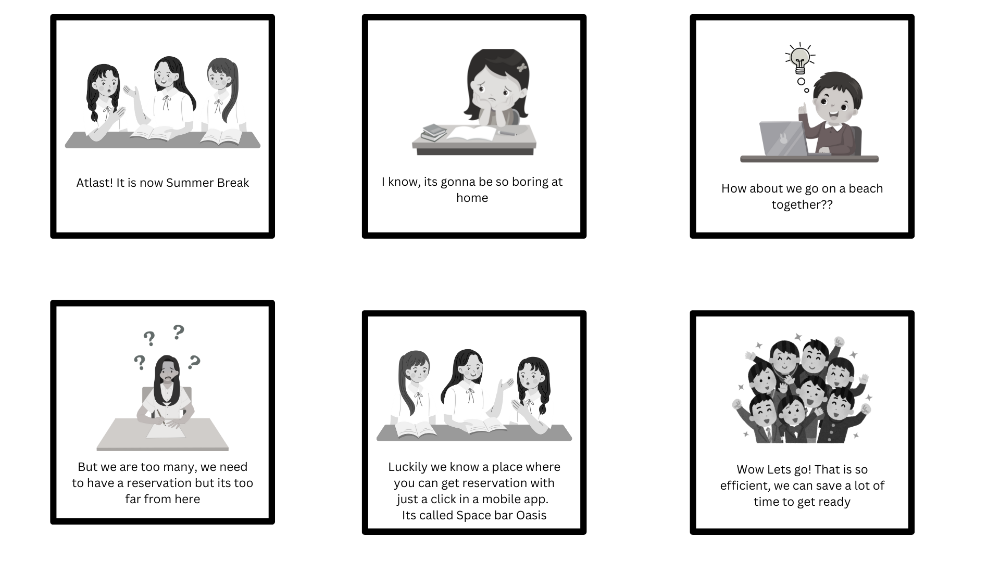 Atlast! It is now Summer Break
I know, its gonna be so boring at
home
How about we go on a beach
together??
? ? ? ?
But we are too many, we need
to have a reservation but its too
far from here
Luckily we know a place where
you can get reservation with
just a click in a mobile app.
Its called Space bar Oasis
Wow Lets go! That is so
efficient, we can save a lot of
time to get ready